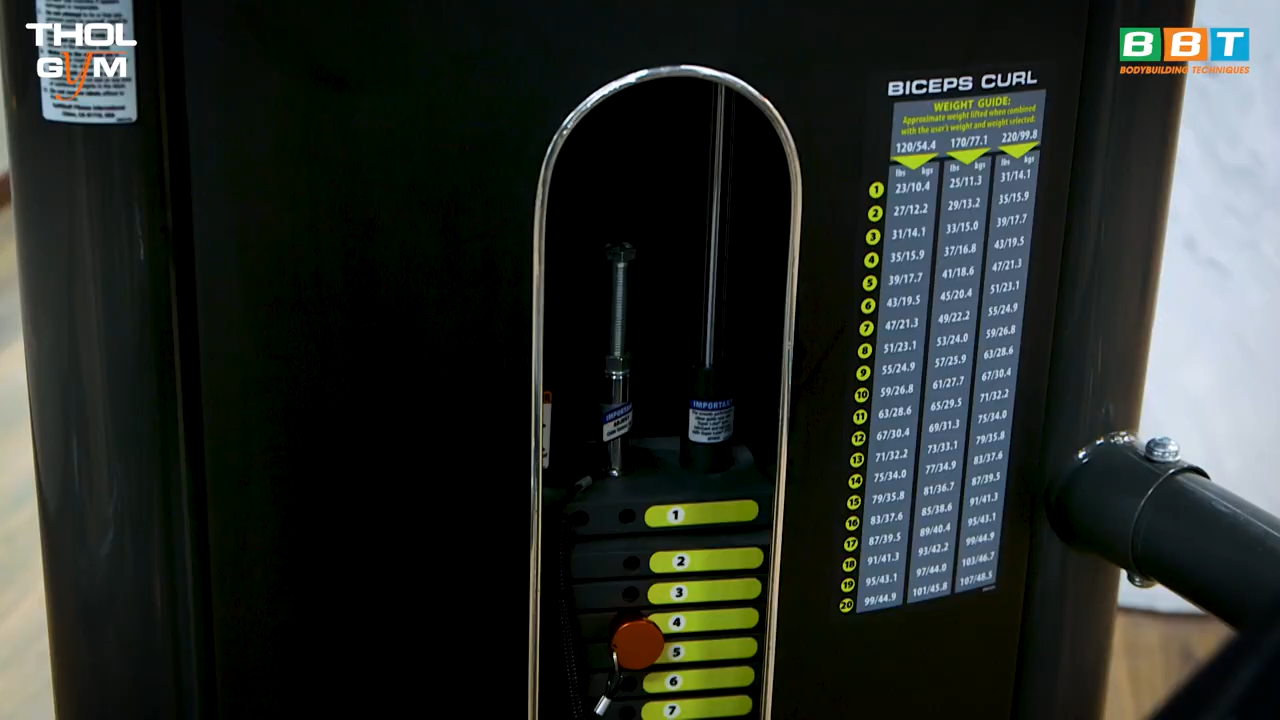 THOL
GYM
BBT
BODYBUILDING TECHNIQUES
BICEPS CURL
WEIGHT GUIDE:
Approximate weight lifted when combined
with the user's weight and weight selected:
120/54.4 170/77.1 220/99.8
lbs kgs lbs kgs lbs kgs
1 23/10.4 25/11.3 31/14.1
2 27/12.2 29/13.2 35/15.9
3 31/14.1 33/15.0 39/17.7
4 35/15.9 37/16.8 43/19.5
5 39/17.7 41/18.6 47/21.3
6 43/19.5 45/20.4 51/23.1
7 47/21.3 49/22.2 55/24.9
8 51/23.1 53/24.0 59/26.8
9 55/24.9 57/25.9 63/28.6
10 59/26.8 61/27.7 67/30.4
11 63/28.6 65/29.5 71/32.2
12 67/30.4 69/31.3 75/34.0
13 71/32.2 73/33.1 79/35.8
14 75/34.0 77/34.9 83/37.6
15 79/35.8 81/36.7 87/39.5
16 83/37.6 85/38.6 91/41.3
17 87/39.5 89/40.4 95/43.1
18 91/41.3 93/42.2 99/44.9
19 95/43.1 97/44.0 103/46.7
20 99/44.9 101/45.8 107/48.5
IMPORTANT
IMPORTANT
1
2
3
4
5
6
7